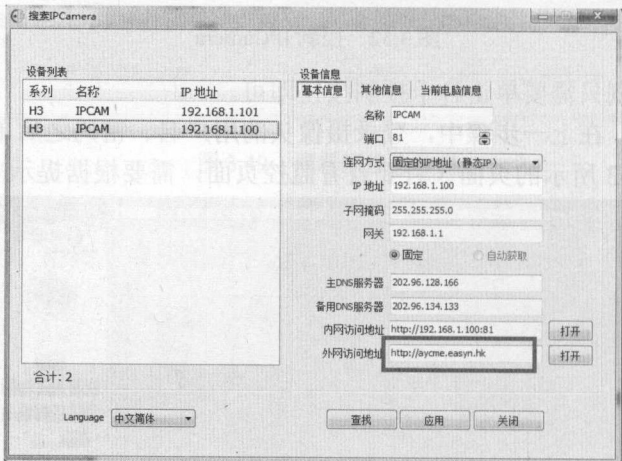 搜索IPCamera
设备列表
系列 名称 IP 地址
H3 IPCAM 192.168.1.101
H3 IPCAM 192.168.1.100
合计: 2
Language 中文简体
设备信息
基本信息 其他信息 当前电脑信息
名称 IPCAM
端口 81
连网方式 固定的IP地址（静态IP）
IP 地址 192.168.1.100
子网掩码 255.255.255.0
网关 192.168.1.1
固定 自动获取
主DNS服务器 202.96.128.166
备用DNS服务器 202.96.134.133
内网访问地址 http://192.168.1.100:81 打开
外网访问地址 http://aycme.easyn.hk 打开
查找 应用 关闭